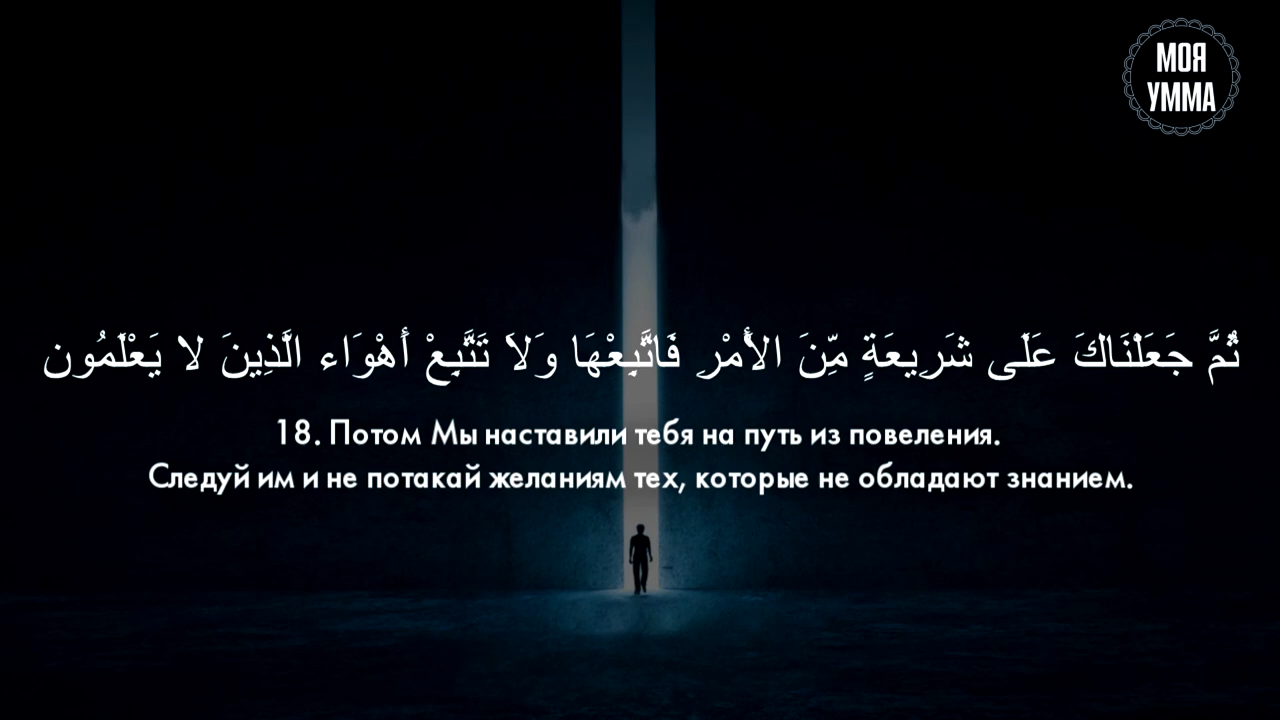 МОЯ
УММА
ثُمَّ جَعَلْنَاكَ عَلَى شَرِيعَةٍ مِّنَ الأَمْرِ فَاتَّبِعْهَا وَلاَ تَتَّبِعْ أَهْوَاء الَّذِينَ لا يَعْلَمُون
18. Потом Мы наставили тебя на путь из повеления.
Следуй им и не потакай желаниям тех, которые не обладают знанием.